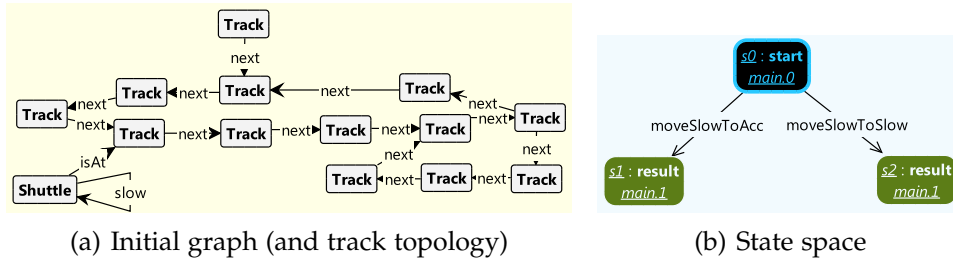 Track
next
Track
next
Track
next
Track
next
Track
next
Track
next
Track
next
Track
next
Track
next
Track
next
Track
next
next
isAt
next
Track
next
Track
next
Track
Shuttle
slow
(a) Initial graph (and track topology)
s0 : start
main.0
moveSlowToAcc
moveSlowToSlow
s1 : result
main.1
s2 : result
main.1
(b) State space